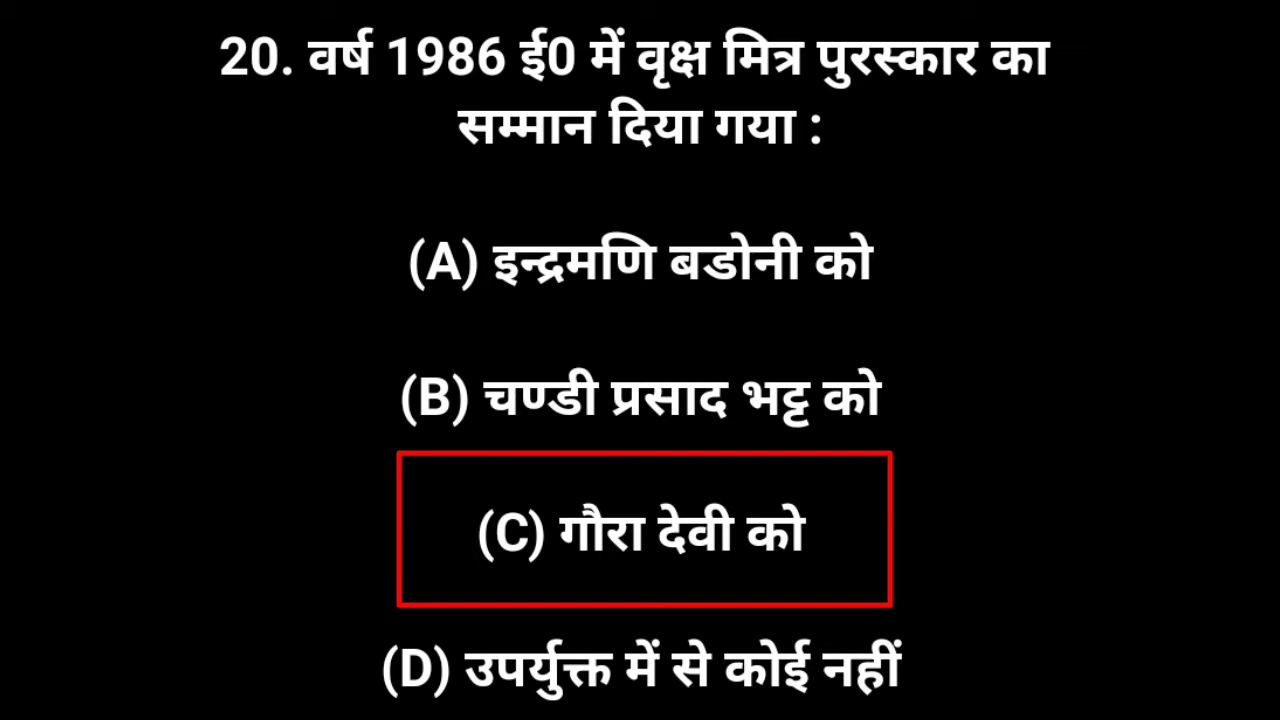 20. वर्ष 1986 ई0 में वृक्ष मित्र पुरस्कार का
सम्मान दिया गया :
(A) इन्द्रमणि बडोनी को
(B) चण्डी प्रसाद भट्ट को
(C) गौरा देवी को
(D) उपर्युक्त में से कोई नहीं